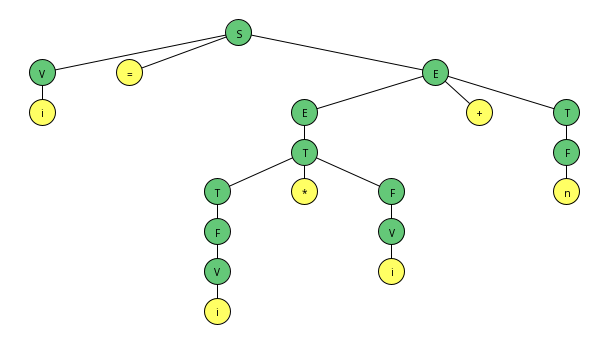 S
V = E
i E + T
T F
T * F n
F V
V i
i